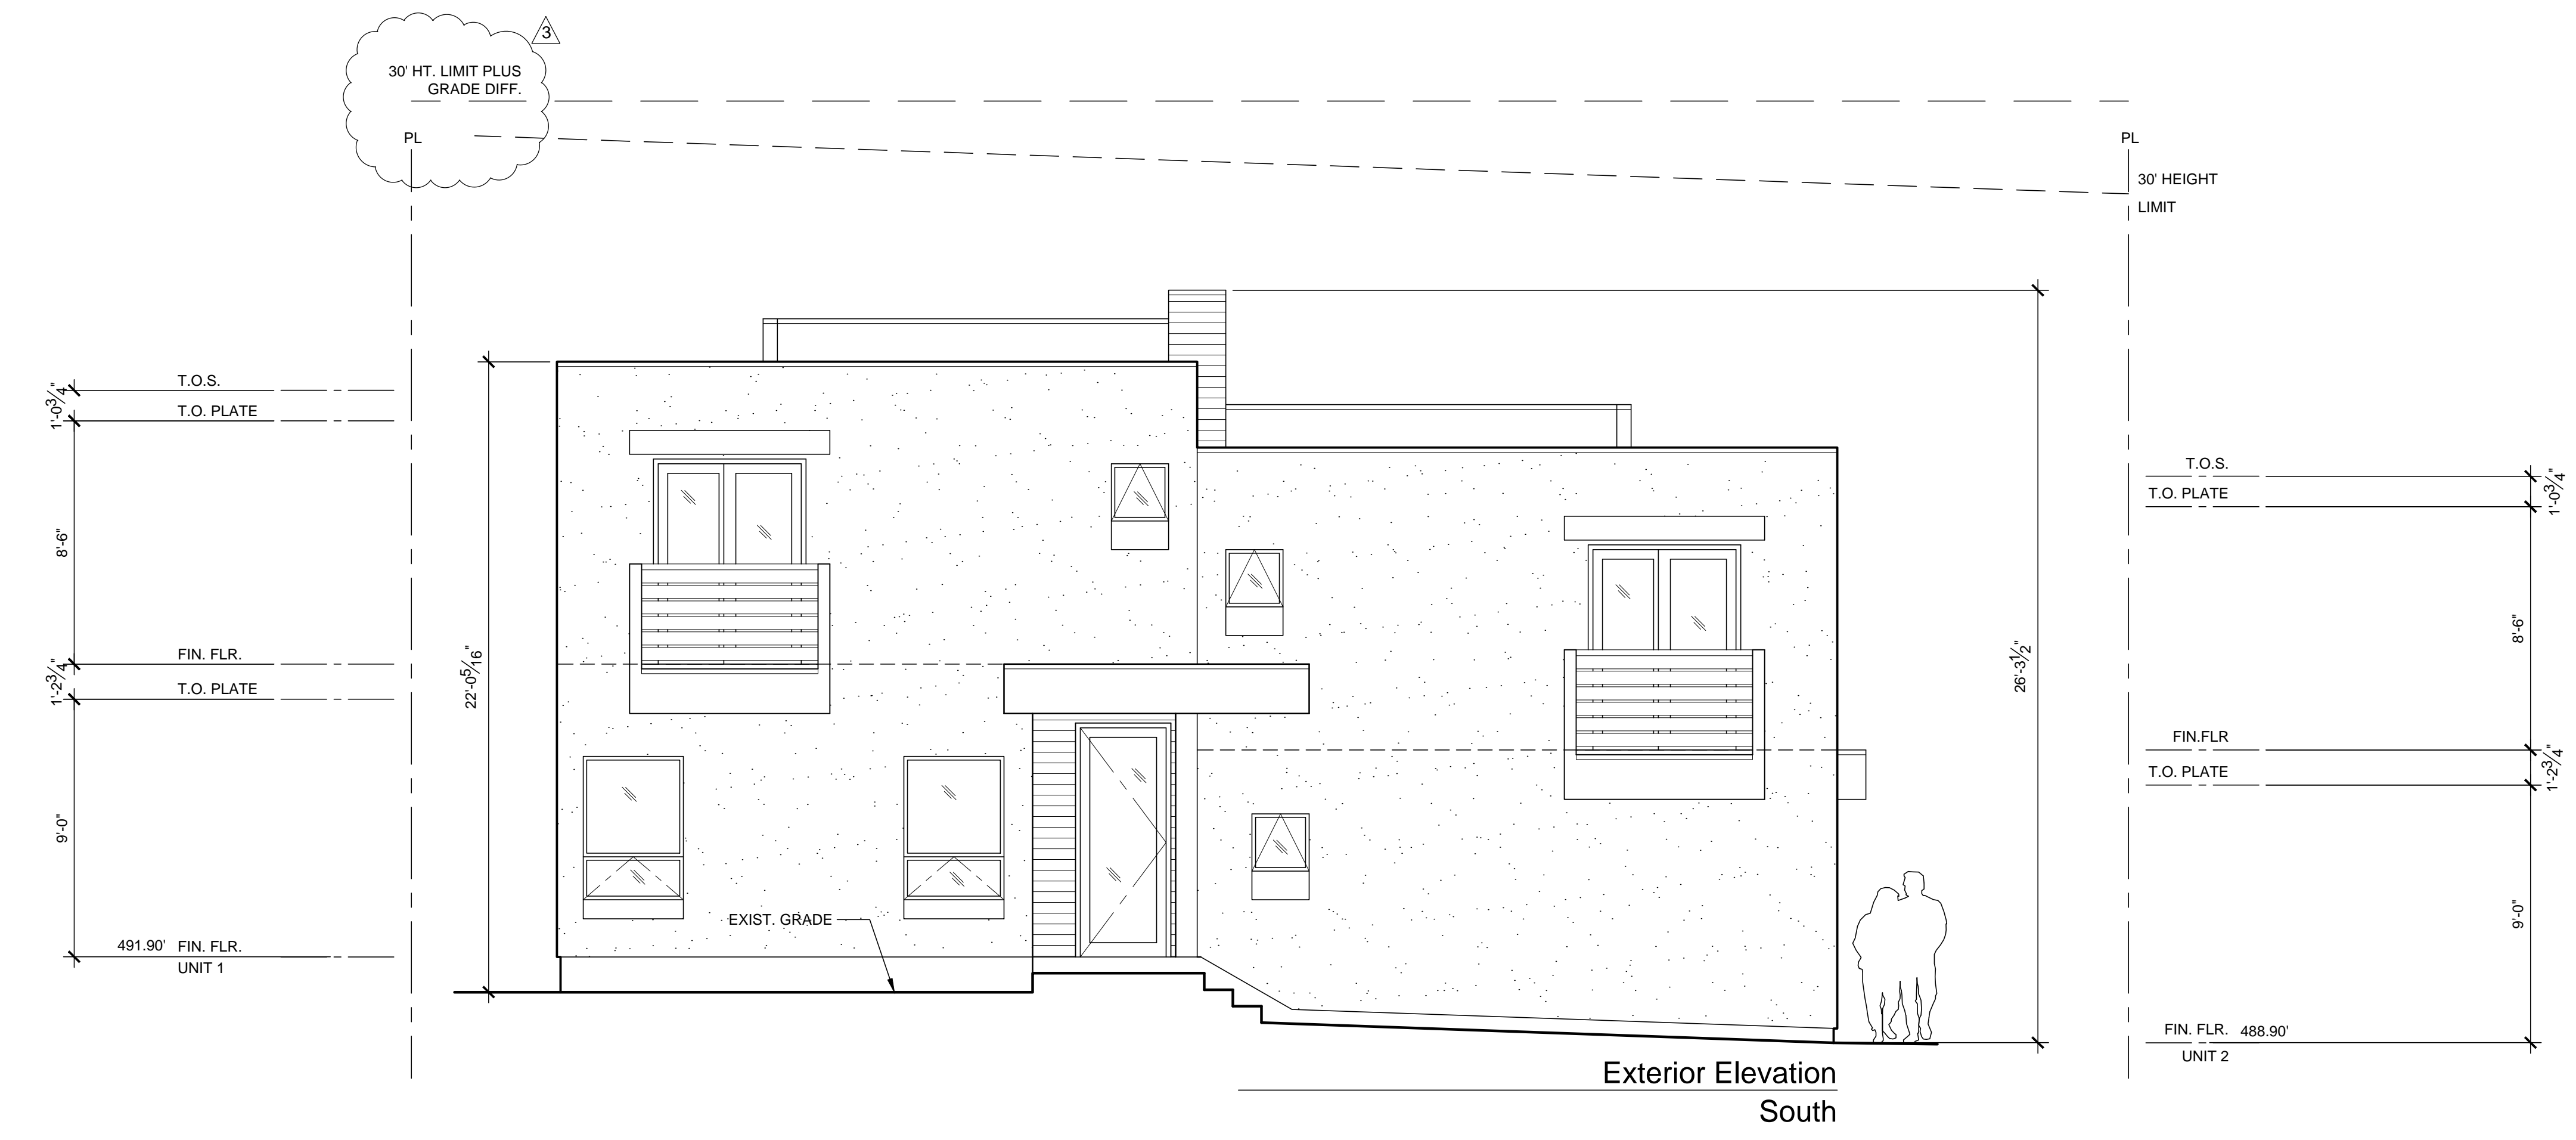 3
30' HT. LIMIT PLUS
GRADE DIFF.
PL
PL
30' HEIGHT
LIMIT
T.O.S.
1'-0 3/4"
T.O. PLATE
8'-6"
FIN. FLR.
1'-2 3/4"
T.O. PLATE
9'-0"
491.90' FIN. FLR.
UNIT 1
22'-0 5/16"
EXIST. GRADE
26'-3 1/2"
T.O.S.
1'-0 3/4"
T.O. PLATE
8'-6"
FIN.FLR
1'-2 3/4"
T.O. PLATE
9'-0"
FIN. FLR. 488.90'
UNIT 2
Exterior Elevation
South